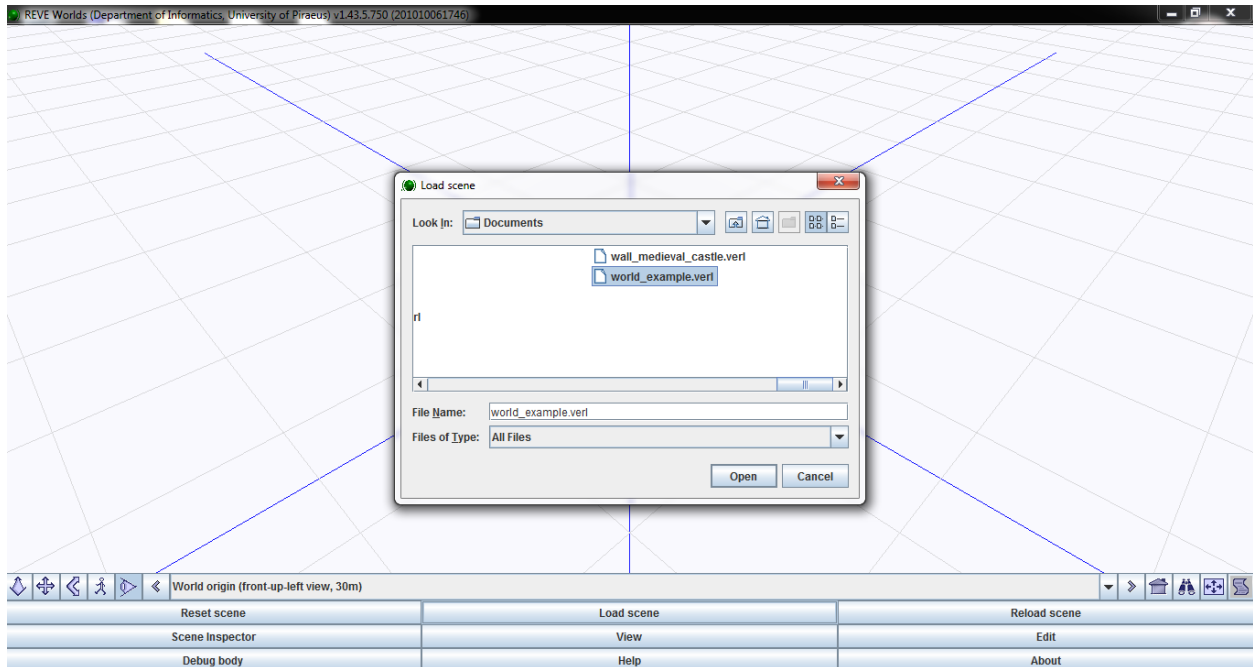 REVE Worlds (Department of Informatics, University of Piraeus) v1.43.5.750 (201010061746)
Load scene
Look In: Documents
wall_medieval_castle.verl
world_example.verl
rl
File Name: world_example.verl
Files of Type: All Files
Open Cancel
World origin (front-up-left view, 30m)
Reset scene Load scene Reload scene
Scene Inspector View Edit
Debug body Help About